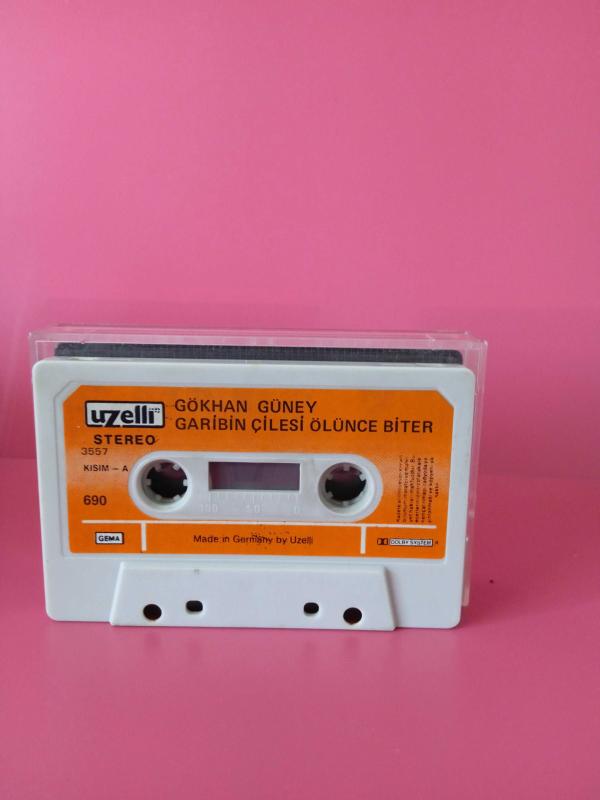 uzelli
GÖKHAN GÜNEY
GARİBİN ÇİLESİ ÖLÜNCE BİTER
STEREO
3557
KISIM – A
690
100 50 0
GEMA
Made in Germany by Uzelli
DOLBY SYSTEM R